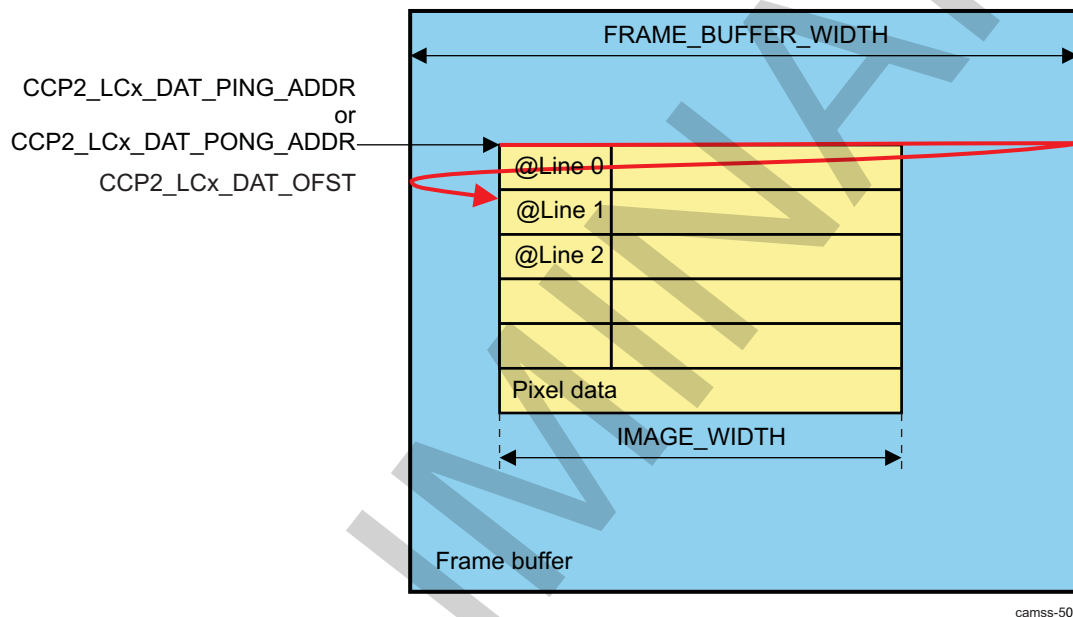 FRAME_BUFFER_WIDTH
CCP2_LCx_DAT_PING_ADDR
or
CCP2_LCx_DAT_PONG_ADDR
CCP2_LCx_DAT_OFST
@Line 0
@Line 1
@Line 2
Pixel data
IMAGE_WIDTH
Frame buffer
camss-50